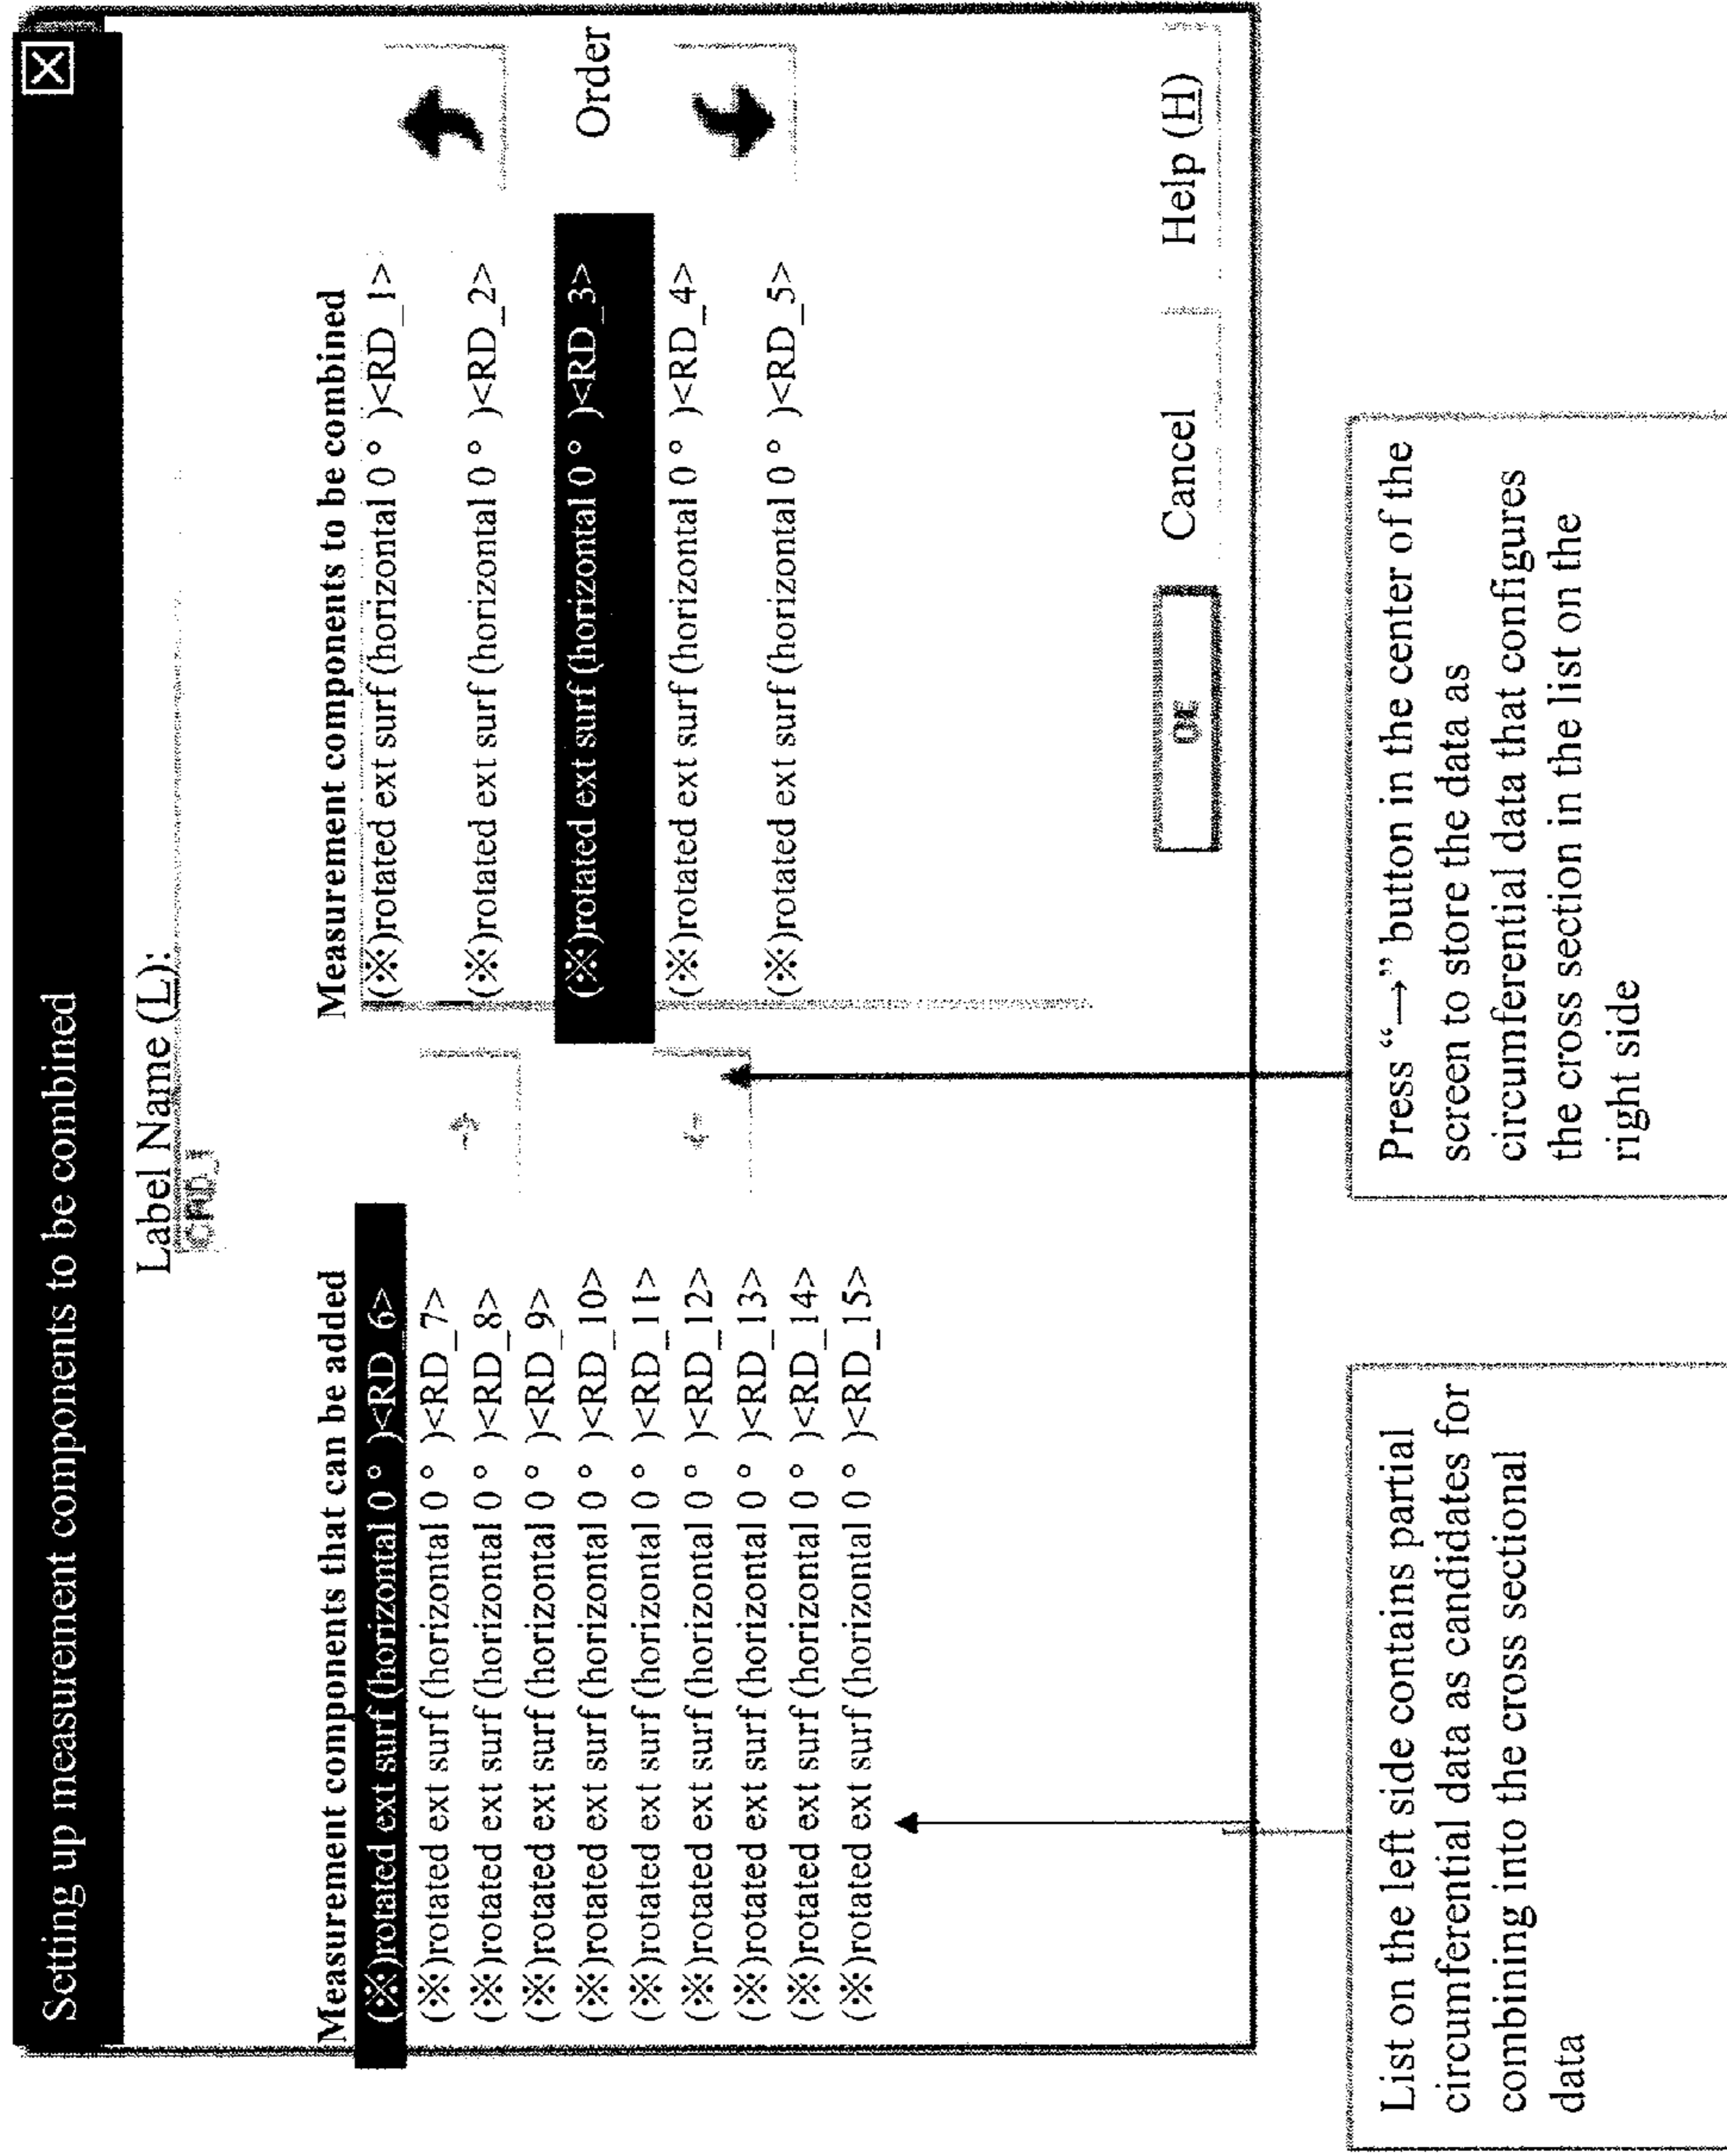 Setting up measurement components to be combined
Label Name (L):
Measurement components that can be added
(※)rotated ext surf (horizontal 0 ° )<RD_6>
(※)rotated ext surf (horizontal 0 ° )<RD_7>
(※)rotated ext surf (horizontal 0 ° )<RD_8>
(※)rotated ext surf (horizontal 0 ° )<RD_9>
(※)rotated ext surf (horizontal 0 ° )<RD_10>
(※)rotated ext surf (horizontal 0 ° )<RD_11>
(※)rotated ext surf (horizontal 0 ° )<RD_12>
(※)rotated ext surf (horizontal 0 ° )<RD_13>
(※)rotated ext surf (horizontal 0 ° )<RD_14>
(※)rotated ext surf (horizontal 0 ° )<RD_15>
Measurement components to be combined
(※)rotated ext surf (horizontal 0 ° )<RD_1>
(※)rotated ext surf (horizontal 0 ° )<RD_2>
(※)rotated ext surf (horizontal 0 ° )<RD_3>
(※)rotated ext surf (horizontal 0 ° )<RD_4>
(※)rotated ext surf (horizontal 0 ° )<RD_5>
Order
OK
Cancel
Help (H)
List on the left side contains partial
circumferential data as candidates for
combining into the cross sectional
data
Press “→” button in the center of the
screen to store the data as
circumferential data that configures
the cross section in the list on the
right side